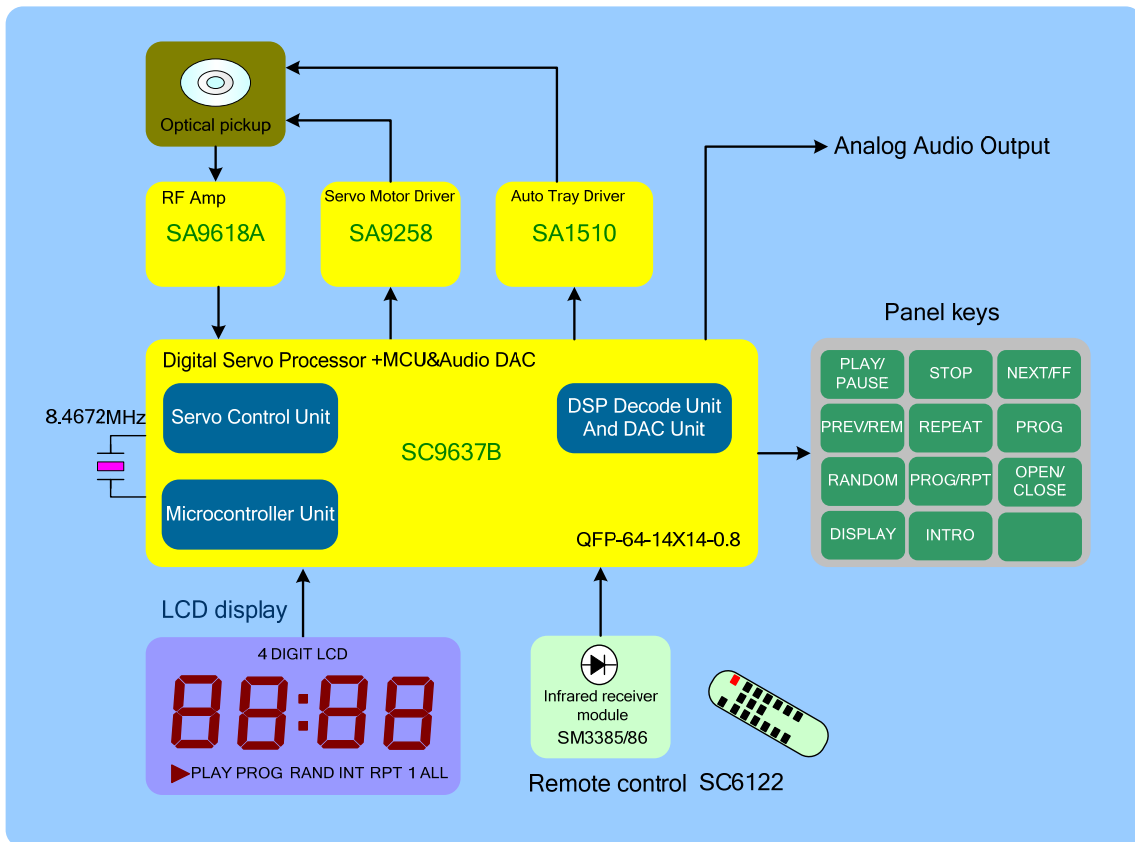 Optical pickup
Analog Audio Output
RF Amp
SA9618A
Servo Motor Driver
SA9258
Auto Tray Driver
SA1510
Panel keys
Digital Servo Processor +MCU&Audio DAC
8.4672MHz
Servo Control Unit
DSP Decode Unit
And DAC Unit
SC9637B
Microcontroller Unit
QFP-64-14X14-0.8
PLAY/
PAUSE
STOP
NEXT/FF
PREV/REM
REPEAT
PROG
RANDOM
PROG/RPT
OPEN/
CLOSE
DISPLAY
INTRO
LCD display
4 DIGIT LCD
88:88
PLAY PROG RAND INT RPT 1 ALL
Infrared receiver
module
SM3385/86
Remote control SC6122